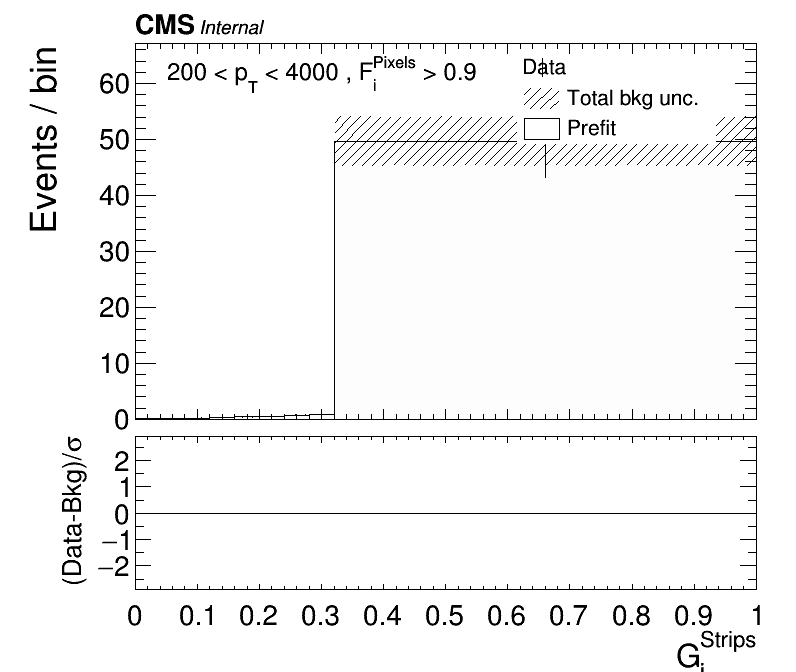 CMS Internal
200 < p_T < 4000 , F_i^Pixels > 0.9
Data
Total bkg unc.
Prefit
Events / bin
60
50
40
30
20
10
0
(Data-Bkg)/σ
2
1
0
−1
−2
0 0.1 0.2 0.3 0.4 0.5 0.6 0.7 0.8 0.9 1
G_i^Strips